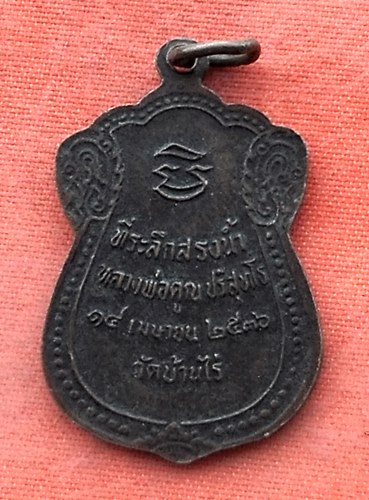 ที่ระลึกสรงน้ำ
หลวงพ่อคูณ ปริสุทฺโธ
๑๔ เมษายน ๒๕๓๖
วัดบ้านไร่